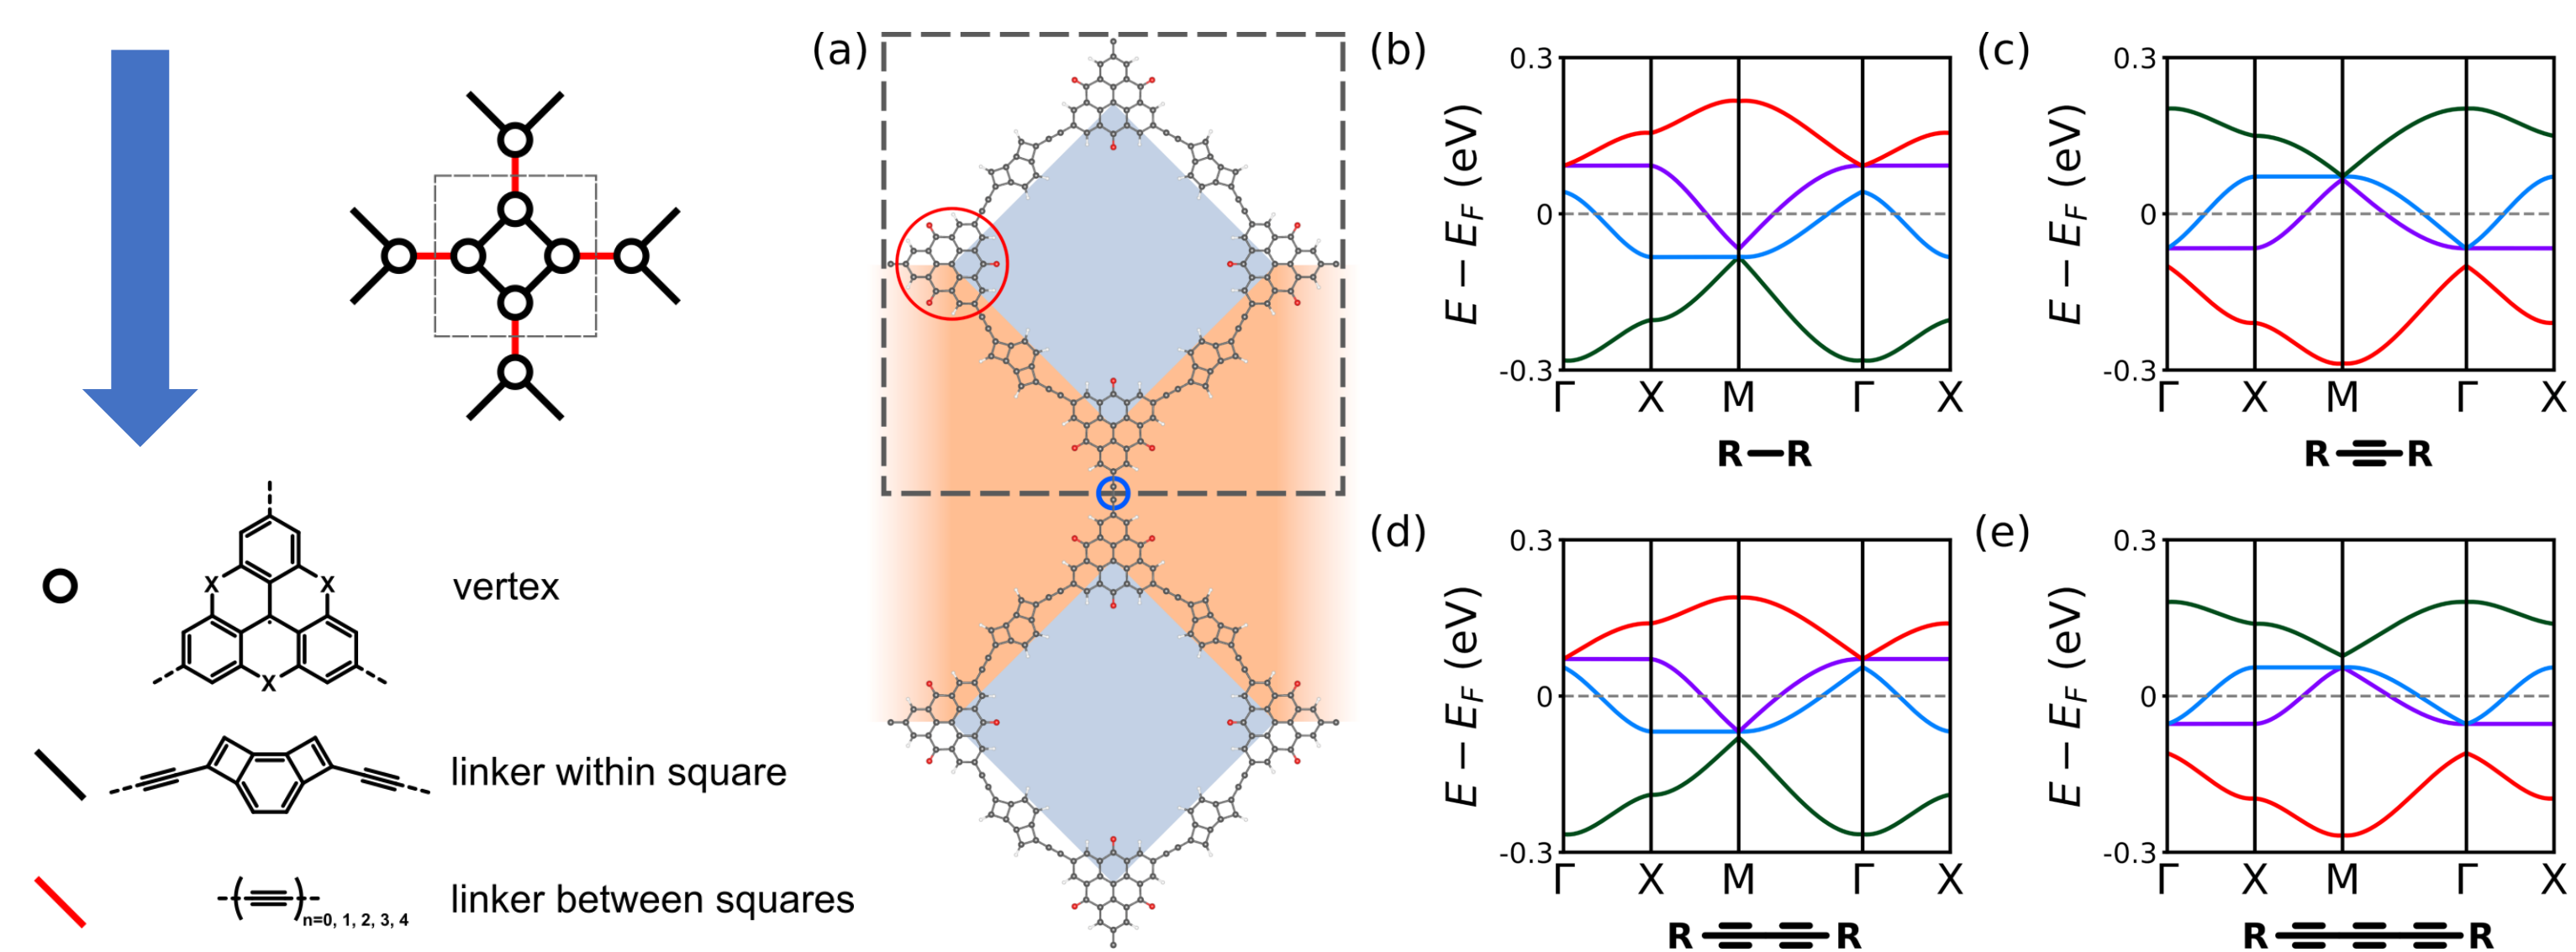 X X
X
vertex
linker within square
n=0, 1, 2, 3, 4
linker between squares
(a)
(b)
0.3
0
-0.3
E − E_F (eV)
Γ X M Γ X
R R
(c)
0.3
0
-0.3
E − E_F (eV)
Γ X M Γ X
R R
(d)
0.3
0
-0.3
E − E_F (eV)
Γ X M Γ X
R R
(e)
0.3
0
-0.3
E − E_F (eV)
Γ X M Γ X
R R